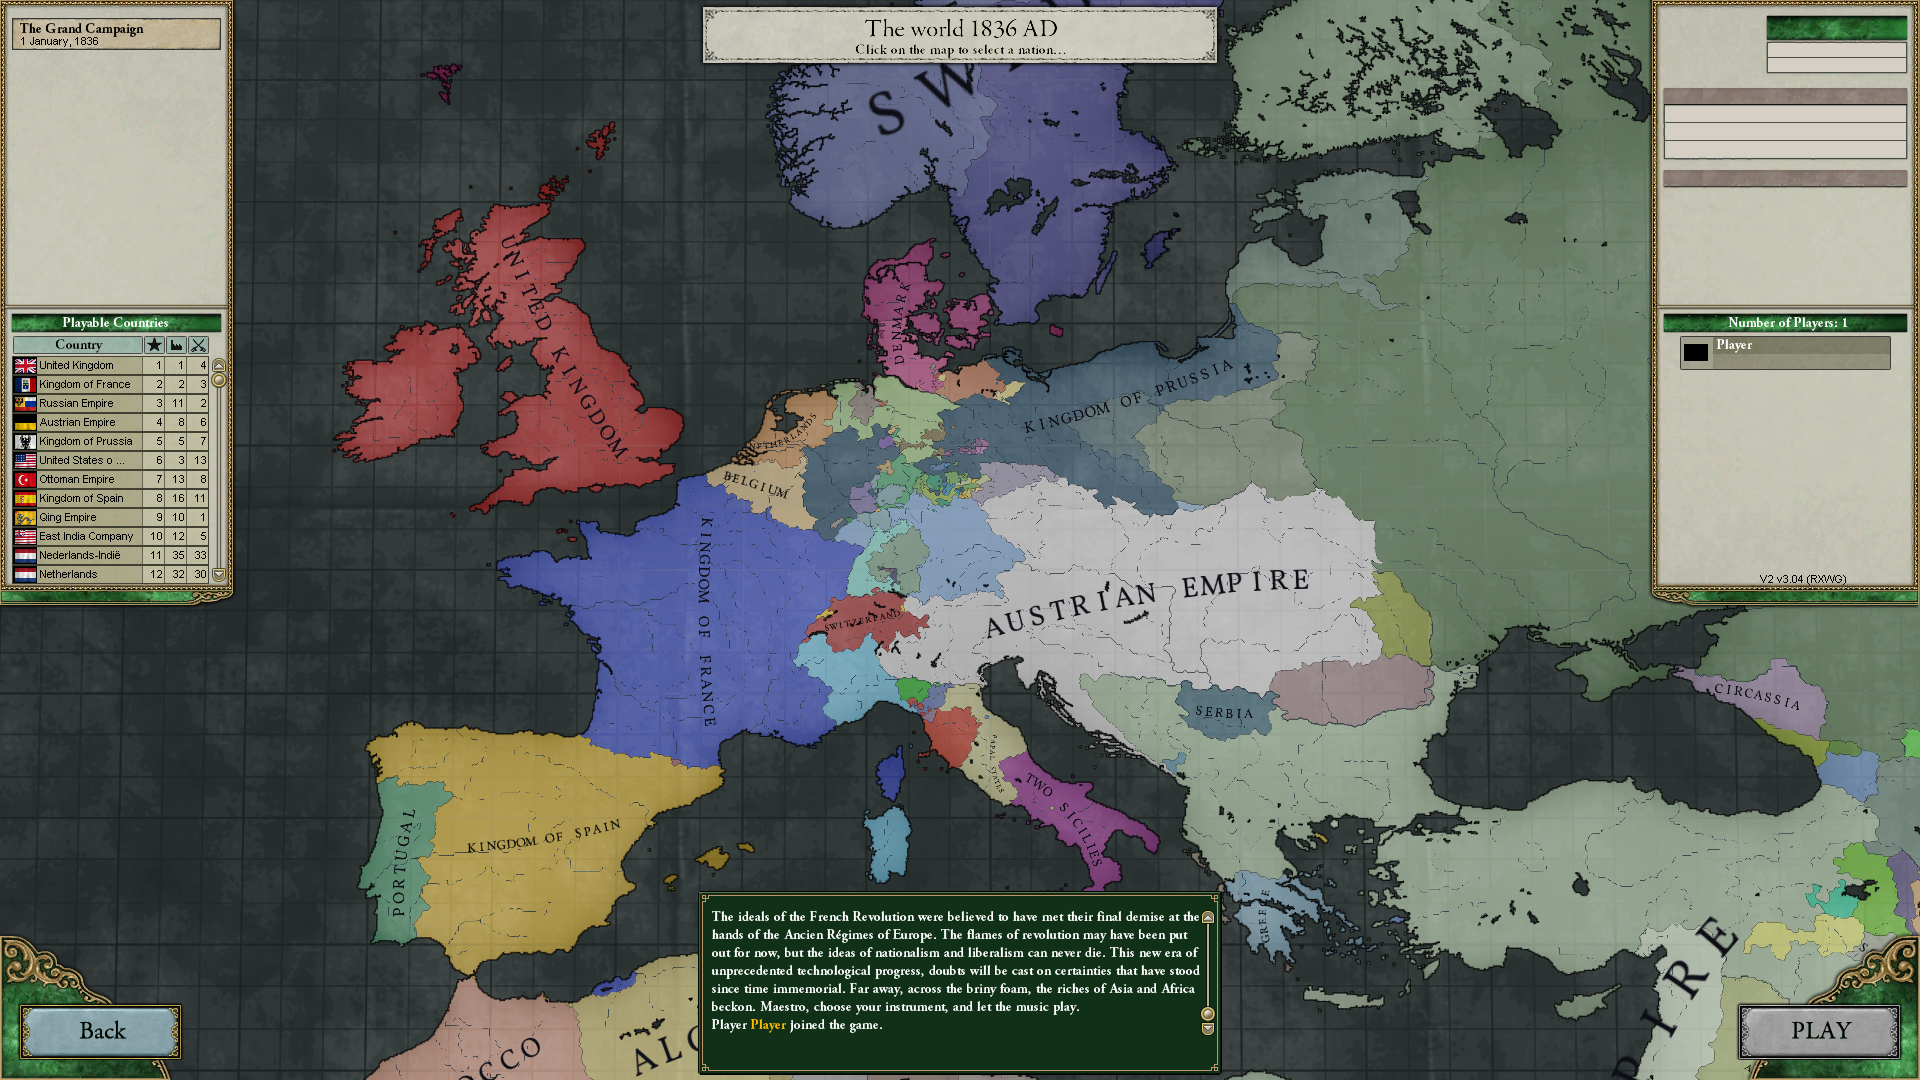 The Grand Campaign
1 January, 1836
The world 1836 AD
Click on the map to select a nation...
Playable Countries
Country
United Kingdom 1 1 4
Kingdom of France 2 2 3
Russian Empire 3 11 2
Austrian Empire 4 8 6
Kingdom of Prussia 5 5 7
United States o ... 6 3 13
Ottoman Empire 7 13 8
Kingdom of Spain 8 16 11
Qing Empire 9 10 1
East India Company 10 12 5
Nederlands-Indië 11 35 33
Netherlands 12 32 30
Number of Players: 1
Player
V2 v3.04 (RXWG)
SW
UNITED KINGDOM
DENMARK
KINGDOM OF PRUSSIA
NETHERLANDS
BELGIUM
KINGDOM OF FRANCE
AUSTRIAN EMPIRE
SWITZERLAND
SERBIA
CIRCASSIA
PAPAL STATES
TWO SICILIES
KINGDOM OF SPAIN
PORTUGAL
GREECE
PIRE
OCCO
ALG
The ideals of the French Revolution were believed to have met their final demise at the
hands of the Ancien Régimes of Europe. The flames of revolution may have been put
out for now, but the ideas of nationalism and liberalism can never die. This new era of
unprecedented technological progress, doubts will be cast on certainties that have stood
since time immemorial. Far away, across the briny foam, the riches of Asia and Africa
beckon. Maestro, choose your instrument, and let the music play.
Player Player joined the game.
Back
PLAY